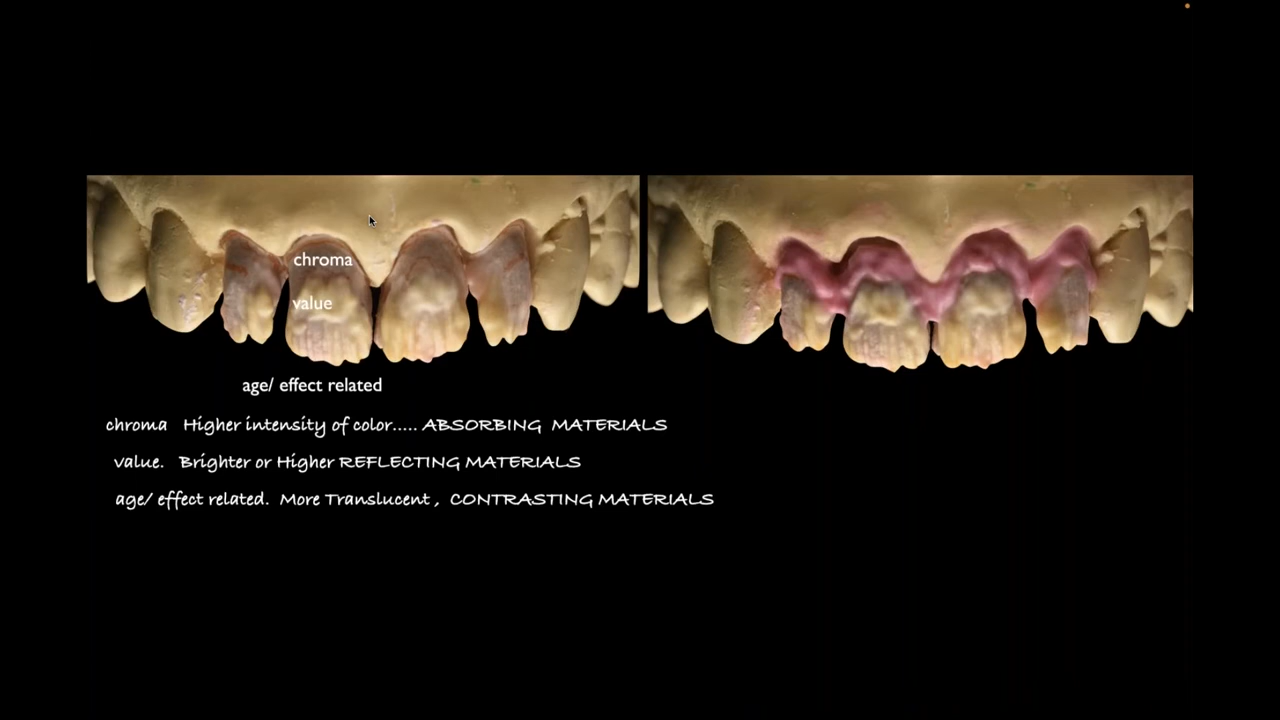 chroma
value
age/ effect related
chroma Higher intensity of color..... ABSORBING MATERIALS
value. Brighter or Higher REFLECTING MATERIALS
age/ effect related. More Translucent , CONTRASTING MATERIALS